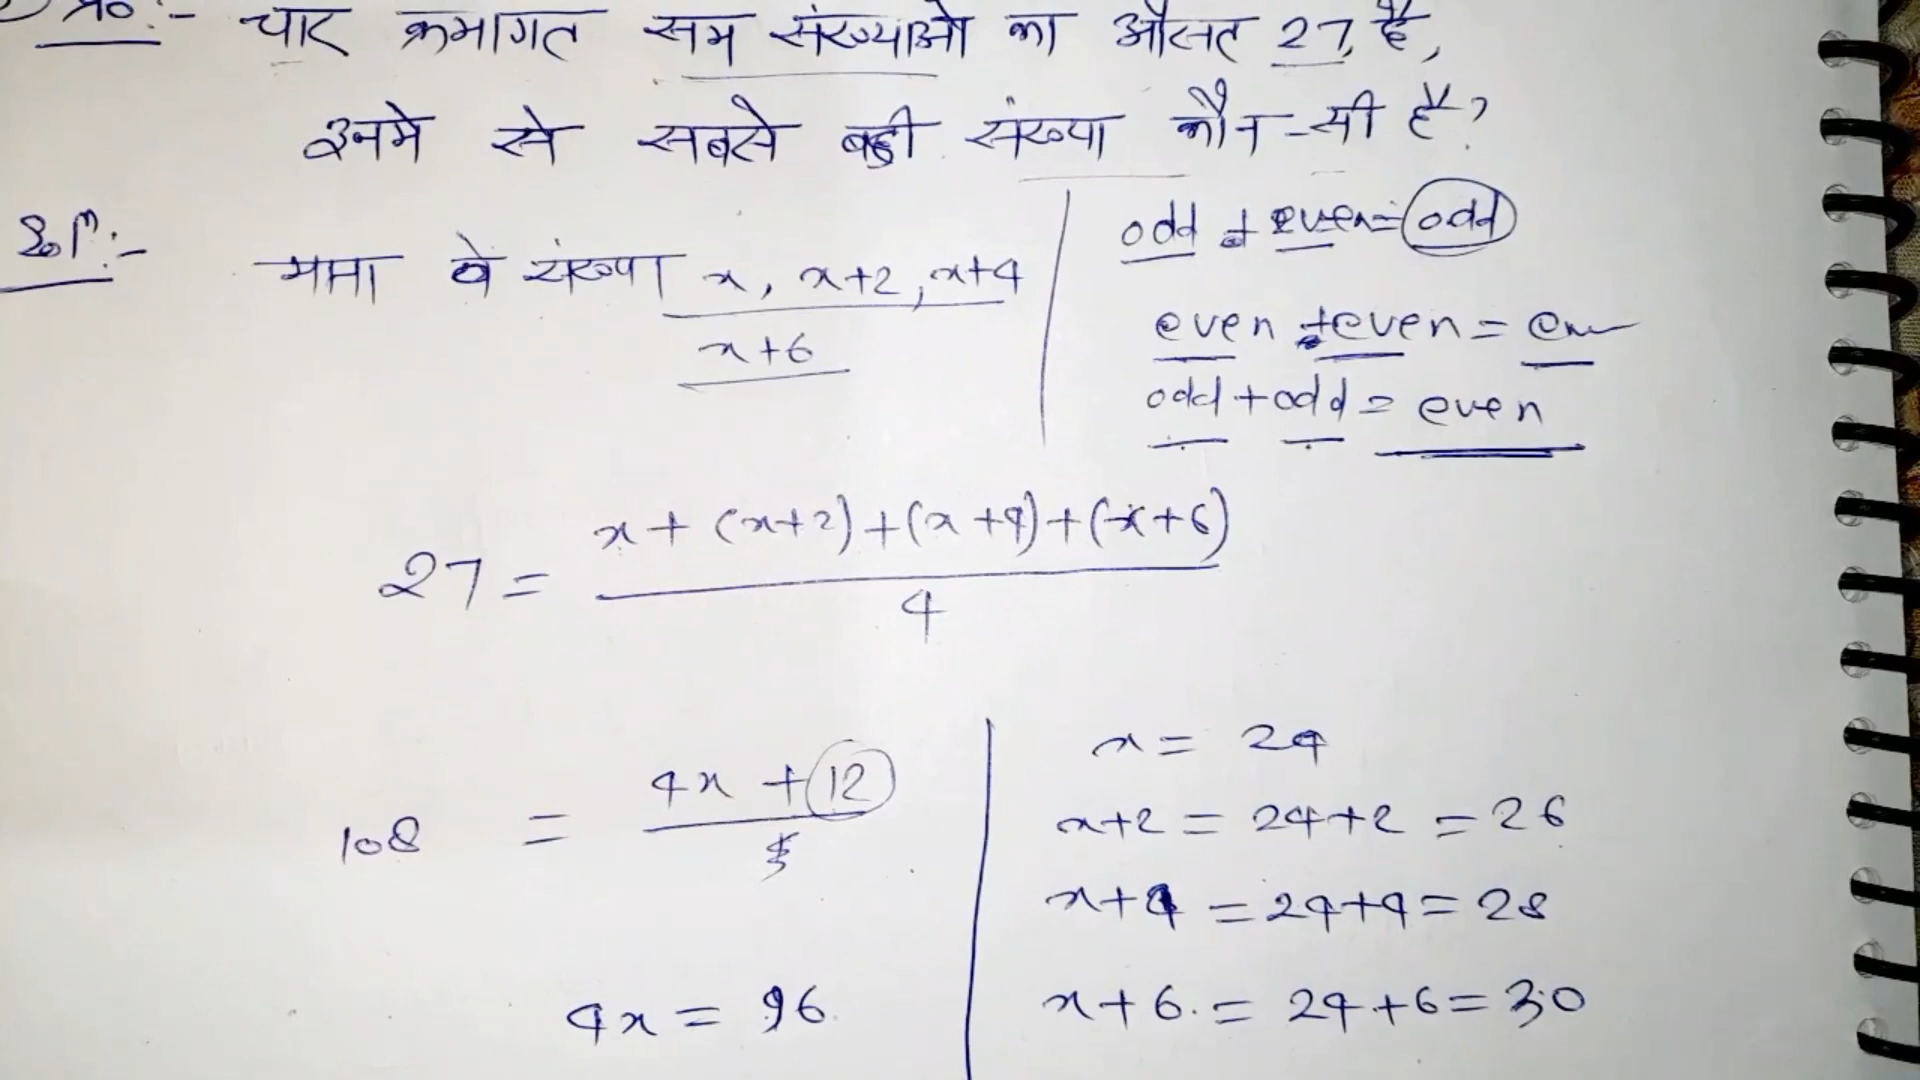 प्र०:- चार क्रमागत सम संख्याओ का औसत 27 है,
इनमे से सबसे बडी संख्या कौन-सी है?
Sol:- माना वे संख्या x, x+2, x+4
x+6
odd + even = odd
even + even = even
odd + odd = even
27 = x + (x+2) + (x+4) + (x+6)
4
108 = 4x + 12
4x = 96
x = 24
x+2 = 24+2 = 26
x+4 = 24+4 = 28
x+6 = 24+6 = 30